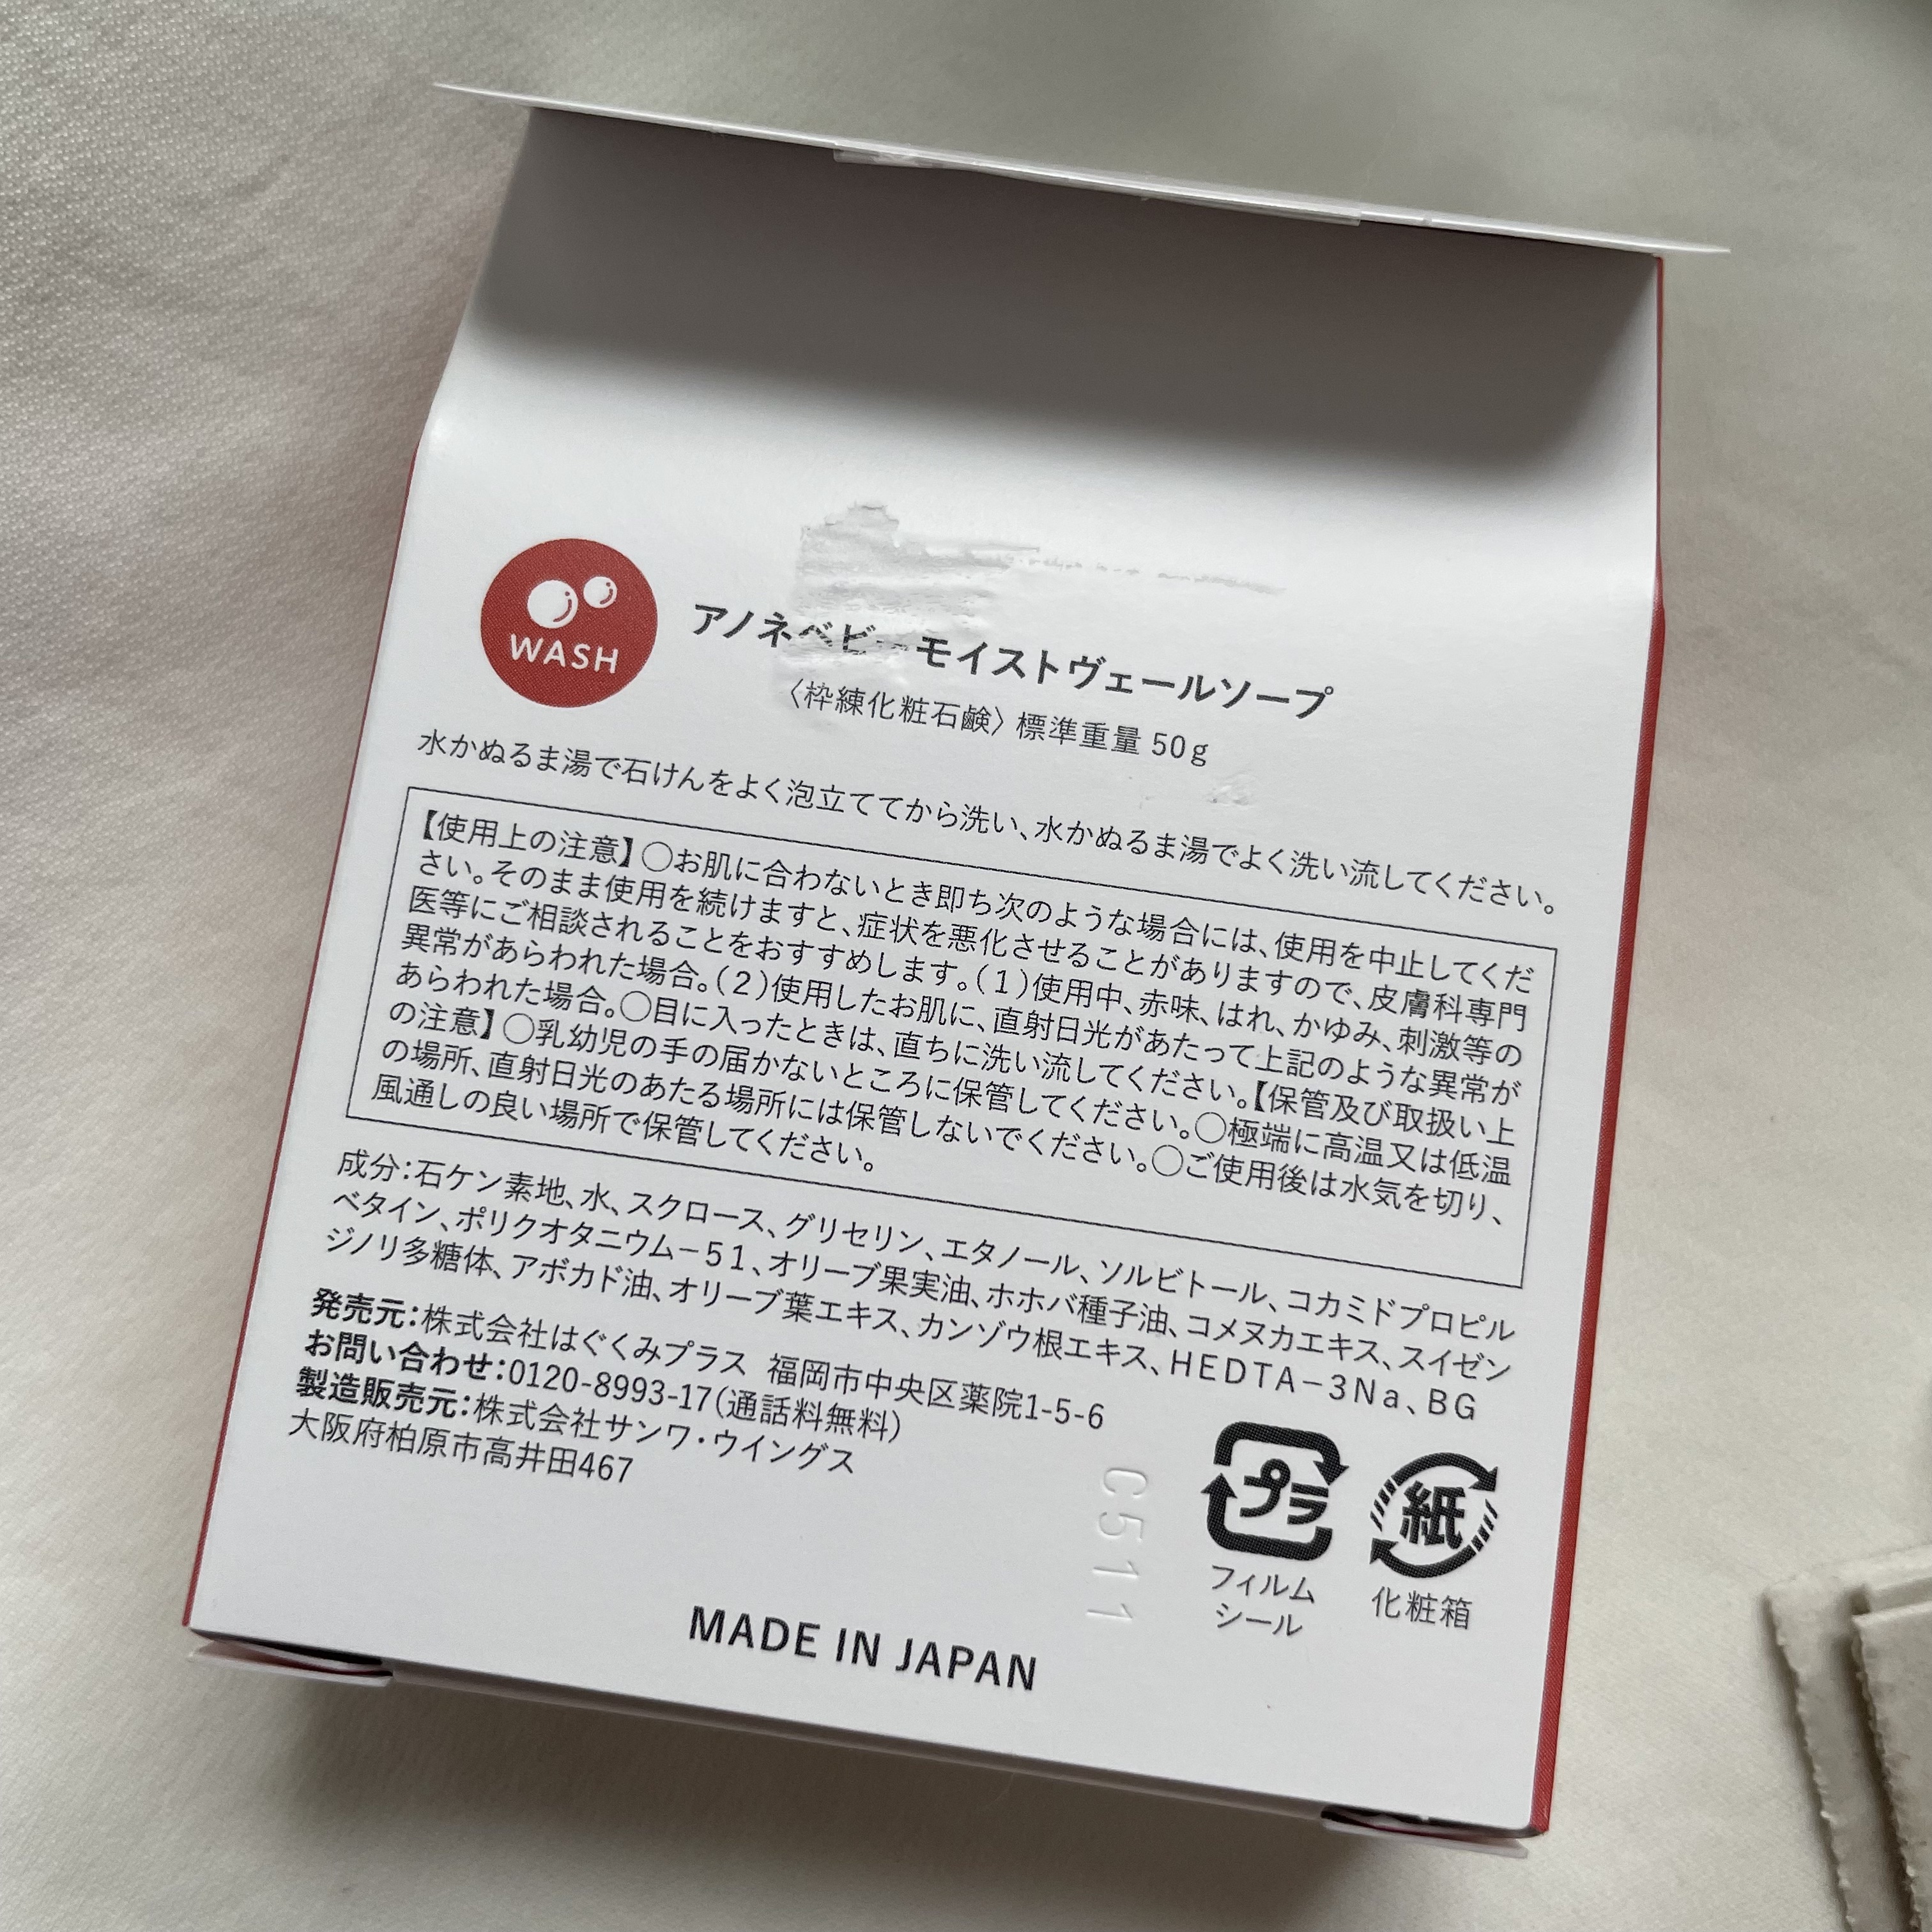 WASH
アノネベビーモイストヴェールソープ
〈枠練化粧石鹸〉 標準重量 50g
水かぬるま湯で石けんをよく泡立ててから洗い、水かぬるま湯でよく洗い流してください。
【使用上の注意】○お肌に合わないとき即ち次のような場合には、使用を中止してくだ
さい。そのまま使用を続けますと、症状を悪化させることがありますので、皮膚科専門
医等にご相談されることをおすすめします。(1)使用中、赤味、はれ、かゆみ、刺激等の
異常があらわれた場合。(2)使用したお肌に、直射日光があたって上記のような異常が
あらわれた場合。○目に入ったときは、直ちに洗い流してください。【保管及び取扱い上
の注意】○乳幼児の手の届かないところに保管してください。○極端に高温又は低温
の場所、直射日光のあたる場所には保管しないでください。○ご使用後は水気を切り、
風通しの良い場所で保管してください。
成分:石ケン素地、水、スクロース、グリセリン、エタノール、ソルビトール、コカミドプロピル
ベタイン、ポリクオタニウム−51、オリーブ果実油、ホホバ種子油、コメヌカエキス、スイゼン
ジノリ多糖体、アボカド油、オリーブ葉エキス、カンゾウ根エキス、HEDTA−3Na、BG
発売元:株式会社はぐくみプラス 福岡市中央区薬院1-5-6
お問い合わせ:0120-8993-17(通話料無料)
製造販売元:株式会社サンワ・ウイングス
大阪府柏原市高井田467
C511
プラ
フィルム
シール
紙
化粧箱
MADE IN JAPAN